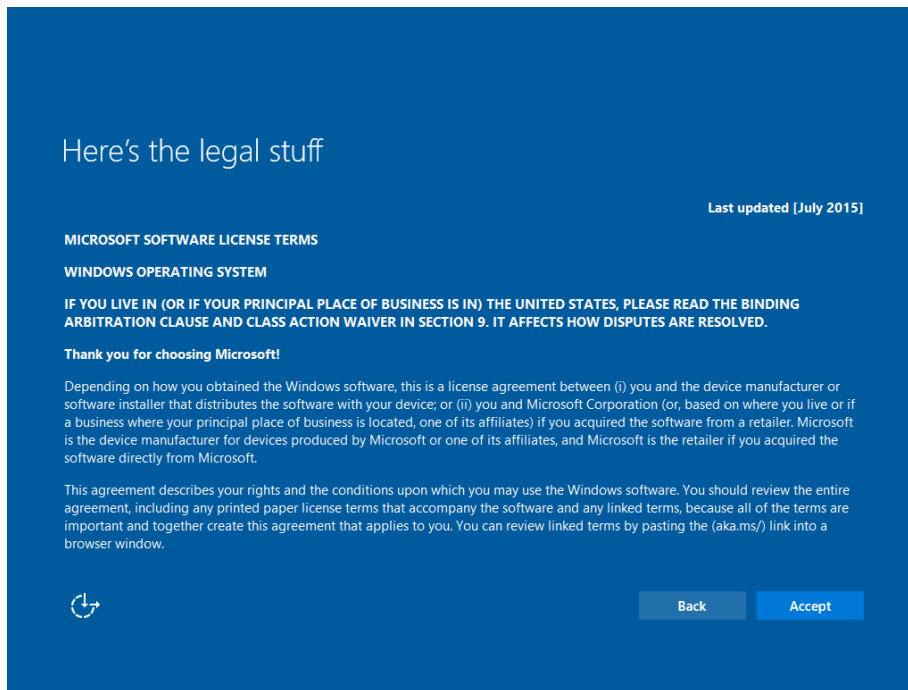 Here's the legal stuff
Last updated [July 2015]
MICROSOFT SOFTWARE LICENSE TERMS
WINDOWS OPERATING SYSTEM
IF YOU LIVE IN (OR IF YOUR PRINCIPAL PLACE OF BUSINESS IS IN) THE UNITED STATES, PLEASE READ THE BINDING
ARBITRATION CLAUSE AND CLASS ACTION WAIVER IN SECTION 9. IT AFFECTS HOW DISPUTES ARE RESOLVED.
Thank you for choosing Microsoft!
Depending on how you obtained the Windows software, this is a license agreement between (i) you and the device manufacturer or
software installer that distributes the software with your device; or (ii) you and Microsoft Corporation (or, based on where you live or if
a business where your principal place of business is located, one of its affiliates) if you acquired the software from a retailer. Microsoft
is the device manufacturer for devices produced by Microsoft or one of its affiliates, and Microsoft is the retailer if you acquired the
software directly from Microsoft.
This agreement describes your rights and the conditions upon which you may use the Windows software. You should review the entire
agreement, including any printed paper license terms that accompany the software and any linked terms, because all of the terms are
important and together create this agreement that applies to you. You can review linked terms by pasting the (aka.ms/) link into a
browser window.
Back
Accept